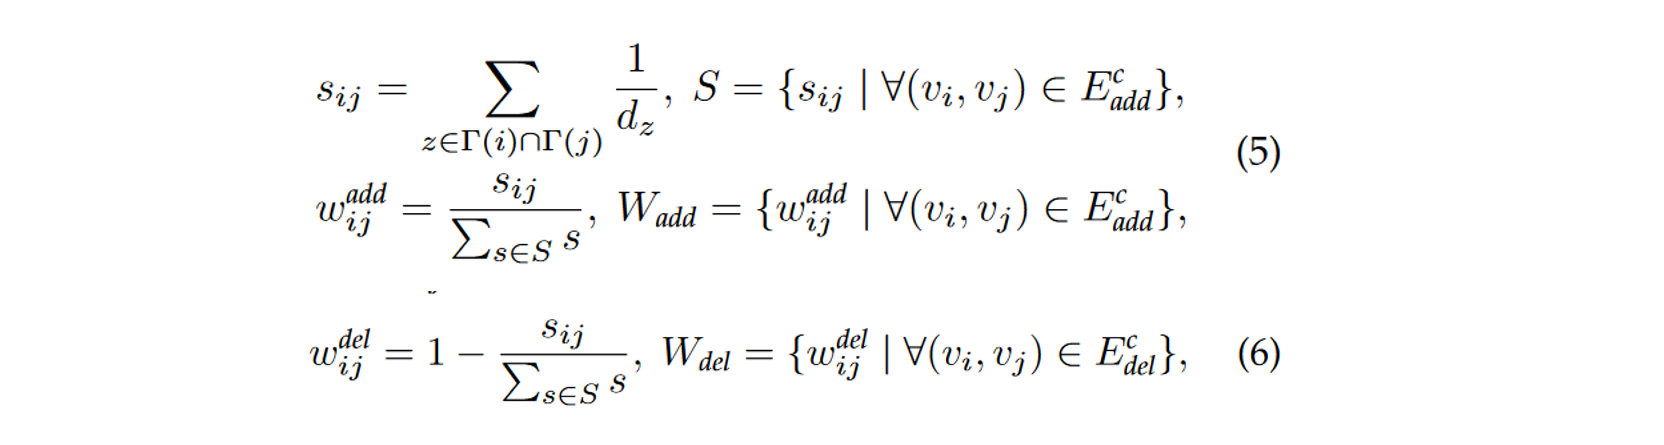 s_{ij} = \sum_{z \in \Gamma(i) \cap \Gamma(j)} \frac{1}{d_z}, S = \{s_{ij} \mid \forall (v_i, v_j) \in E^c_{add}\},
(5)
w^{add}_{ij} = \frac{s_{ij}}{\sum_{s \in S} s}, W_{add} = \{w^{add}_{ij} \mid \forall (v_i, v_j) \in E^c_{add}\},
w^{del}_{ij} = 1 - \frac{s_{ij}}{\sum_{s \in S} s}, W_{del} = \{w^{del}_{ij} \mid \forall (v_i, v_j) \in E^c_{del}\}, (6)